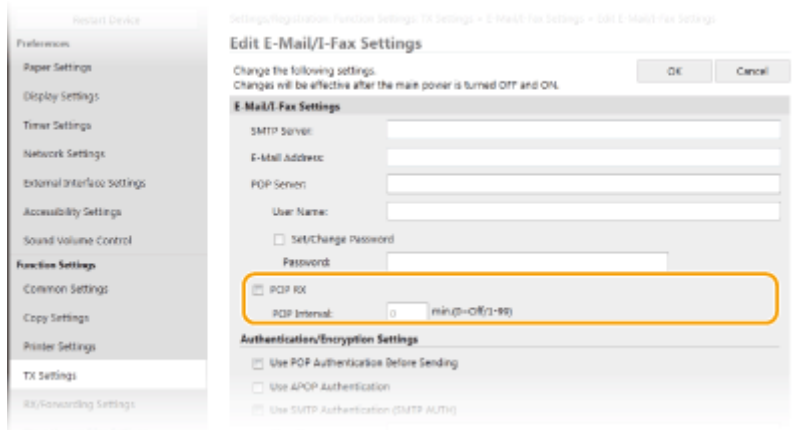 Restart Device
Settings/Registration: Function Settings: TX Settings > E-Mail/I-Fax Settings > Edit E-Mail/I-Fax Settings
Preferences
Edit E-Mail/I-Fax Settings
Paper Settings
Change the following settings.
Changes will be effective after the main power is turned OFF and ON.
OK
Cancel
Display Settings
E-Mail/I-Fax Settings
Timer Settings
SMTP Server:
Network Settings
E-Mail Address:
External Interface Settings
POP Server:
Accessibility Settings
User Name:
Sound Volume Control
Set/Change Password
Function Settings
Password:
Common Settings
POP RX
Copy Settings
POP Interval:
0
min.(0=Off/1-99)
Printer Settings
Authentication/Encryption Settings
TX Settings
Use POP Authentication Before Sending
Use APOP Authentication
RX/Forwarding Settings
Use SMTP Authentication (SMTP AUTH)